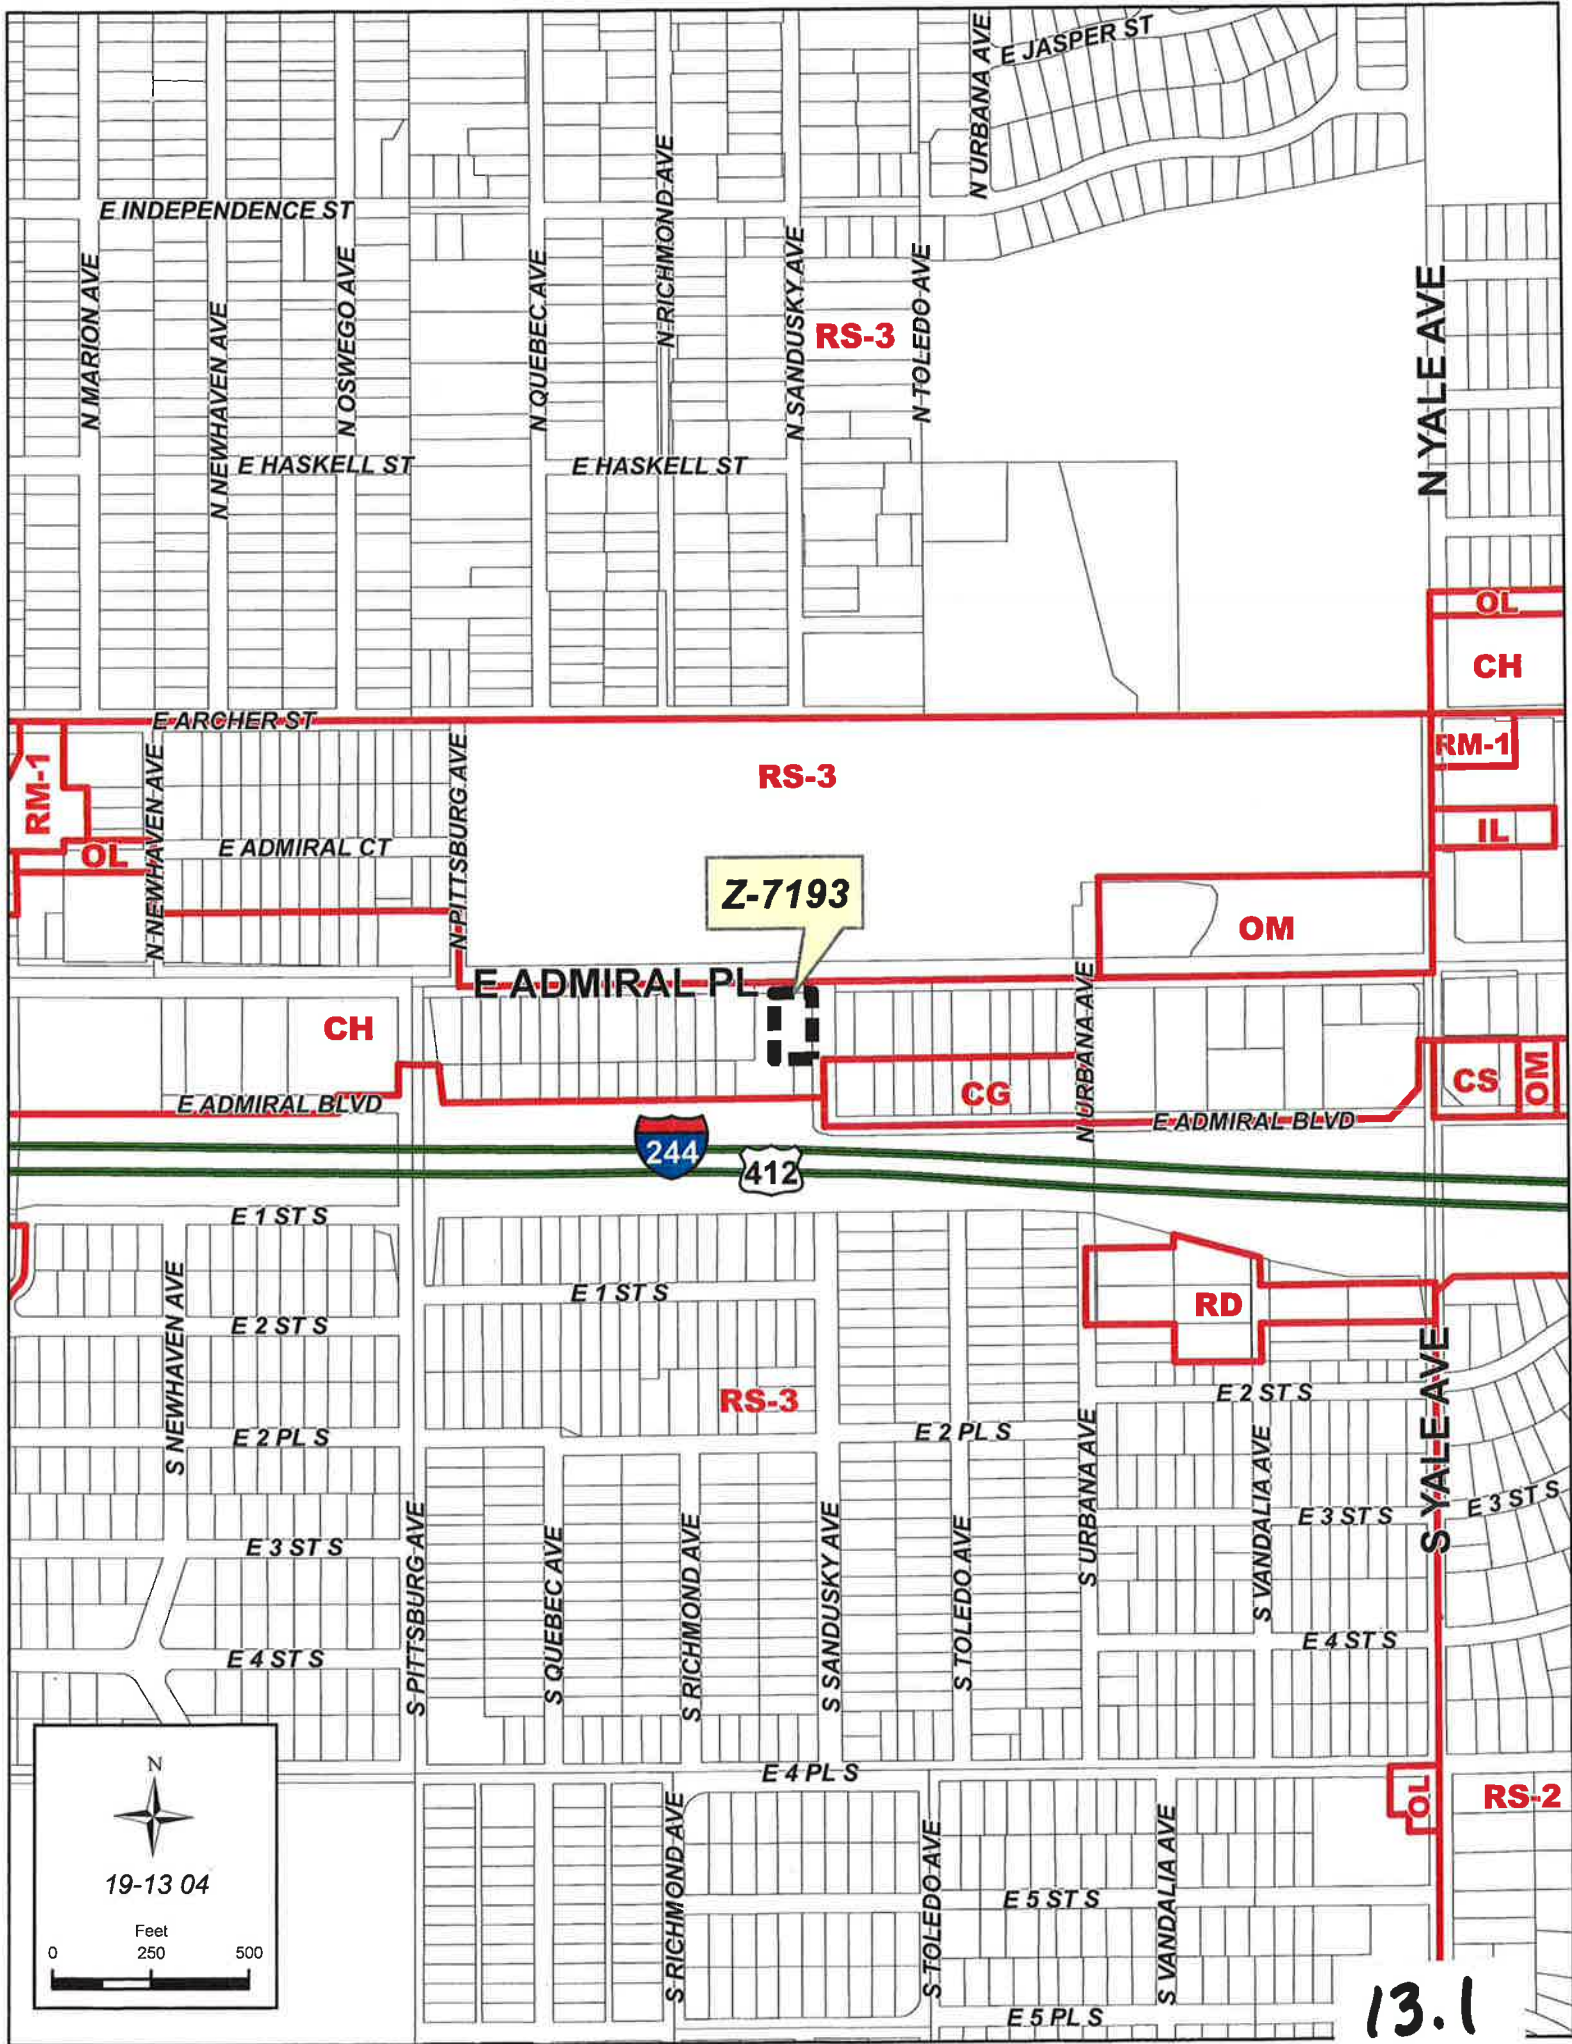 E JASPER ST
N URBANA AVE
E INDEPENDENCE ST
N MARION AVE
N NEWHAVEN AVE
N OSWEGO AVE
N QUEBEC AVE
N RICHMOND AVE
N SANDUSKY AVE
RS-3
N TOLEDO AVE
N YALE AVE
E HASKELL ST
E HASKELL ST
OL
CH
E ARCHER ST
RM-1
RM-1
N NEWHAVEN AVE
N PITTSBURG AVE
RS-3
IL
OL
E ADMIRAL CT
Z-7193
OM
E ADMIRAL PL
N URBANA AVE
CH
CG
CS
OM
E ADMIRAL BLVD
E ADMIRAL BLVD
244
412
E 1 ST S
E 1 ST S
S NEWHAVEN AVE
E 2 ST S
RD
S YALE AVE
RS-3
E 2 ST S
E 2 PL S
E 2 PL S
S URBANA AVE
S VANDALIA AVE
E 3 ST S
E 3 ST S
E 3 ST S
S PITTSBURG AVE
S QUEBEC AVE
S RICHMOND AVE
S SANDUSKY AVE
S TOLEDO AVE
E 4 ST S
E 4 ST S
E 4 PL S
OL
RS-2
N
19-13 04
Feet
0 250 500
S RICHMOND AVE
S TOLEDO AVE
S VANDALIA AVE
E 5 ST S
E 5 PL S
13.1